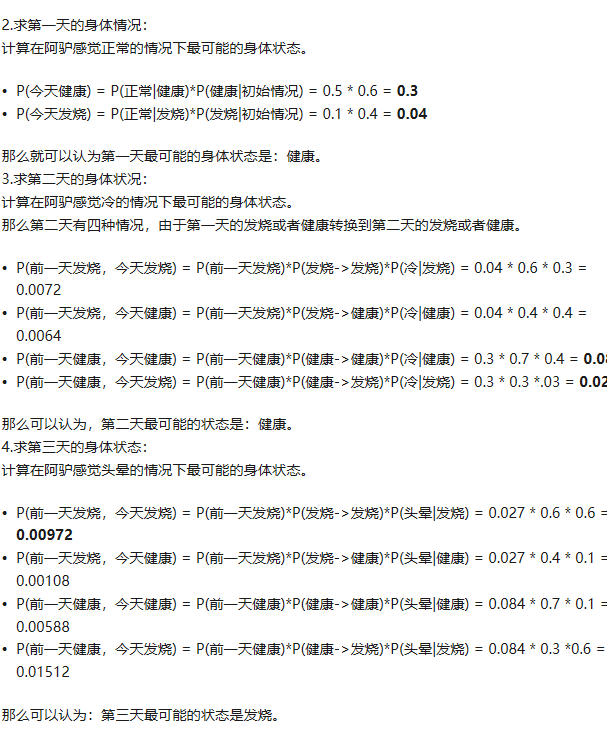 2.求第一天的身体情况：
计算在阿驴感觉正常的情况下最可能的身体状态。
• P(今天健康) = P(正常|健康)*P(健康|初始情况) = 0.5 * 0.6 = 0.3
• P(今天发烧) = P(正常|发烧)*P(发烧|初始情况) = 0.1 * 0.4 = 0.04
那么就可以认为第一天最可能的身体状态是：健康。
3.求第二天的身体状况：
计算在阿驴感觉冷的情况下最可能的身体状态。
那么第二天有四种情况，由于第一天的发烧或者健康转换到第二天的发烧或者健康。
• P(前一天发烧，今天发烧) = P(前一天发烧)*P(发烧->发烧)*P(冷|发烧) = 0.04 * 0.6 * 0.3 =
0.0072
• P(前一天发烧，今天健康) = P(前一天发烧)*P(发烧->健康)*P(冷|健康) = 0.04 * 0.4 * 0.4 =
0.0064
• P(前一天健康，今天健康) = P(前一天健康)*P(健康->健康)*P(冷|健康) = 0.3 * 0.7 * 0.4 = 0.08
• P(前一天健康，今天发烧) = P(前一天健康)*P(健康->发烧)*P(冷|发烧) = 0.3 * 0.3 *.03 = 0.02
那么可以认为，第二天最可能的状态是：健康。
4.求第三天的身体状态：
计算在阿驴感觉头晕的情况下最可能的身体状态。
• P(前一天发烧，今天发烧) = P(前一天发烧)*P(发烧->发烧)*P(头晕|发烧) = 0.027 * 0.6 * 0.6 =
0.00972
• P(前一天发烧，今天健康) = P(前一天发烧)*P(发烧->健康)*P(头晕|健康) = 0.027 * 0.4 * 0.1 =
0.00108
• P(前一天健康，今天健康) = P(前一天健康)*P(健康->健康)*P(头晕|健康) = 0.084 * 0.7 * 0.1 =
0.00588
• P(前一天健康，今天发烧) = P(前一天健康)*P(健康->发烧)*P(头晕|发烧) = 0.084 * 0.3 *0.6 =
0.01512
那么可以认为：第三天最可能的状态是发烧。